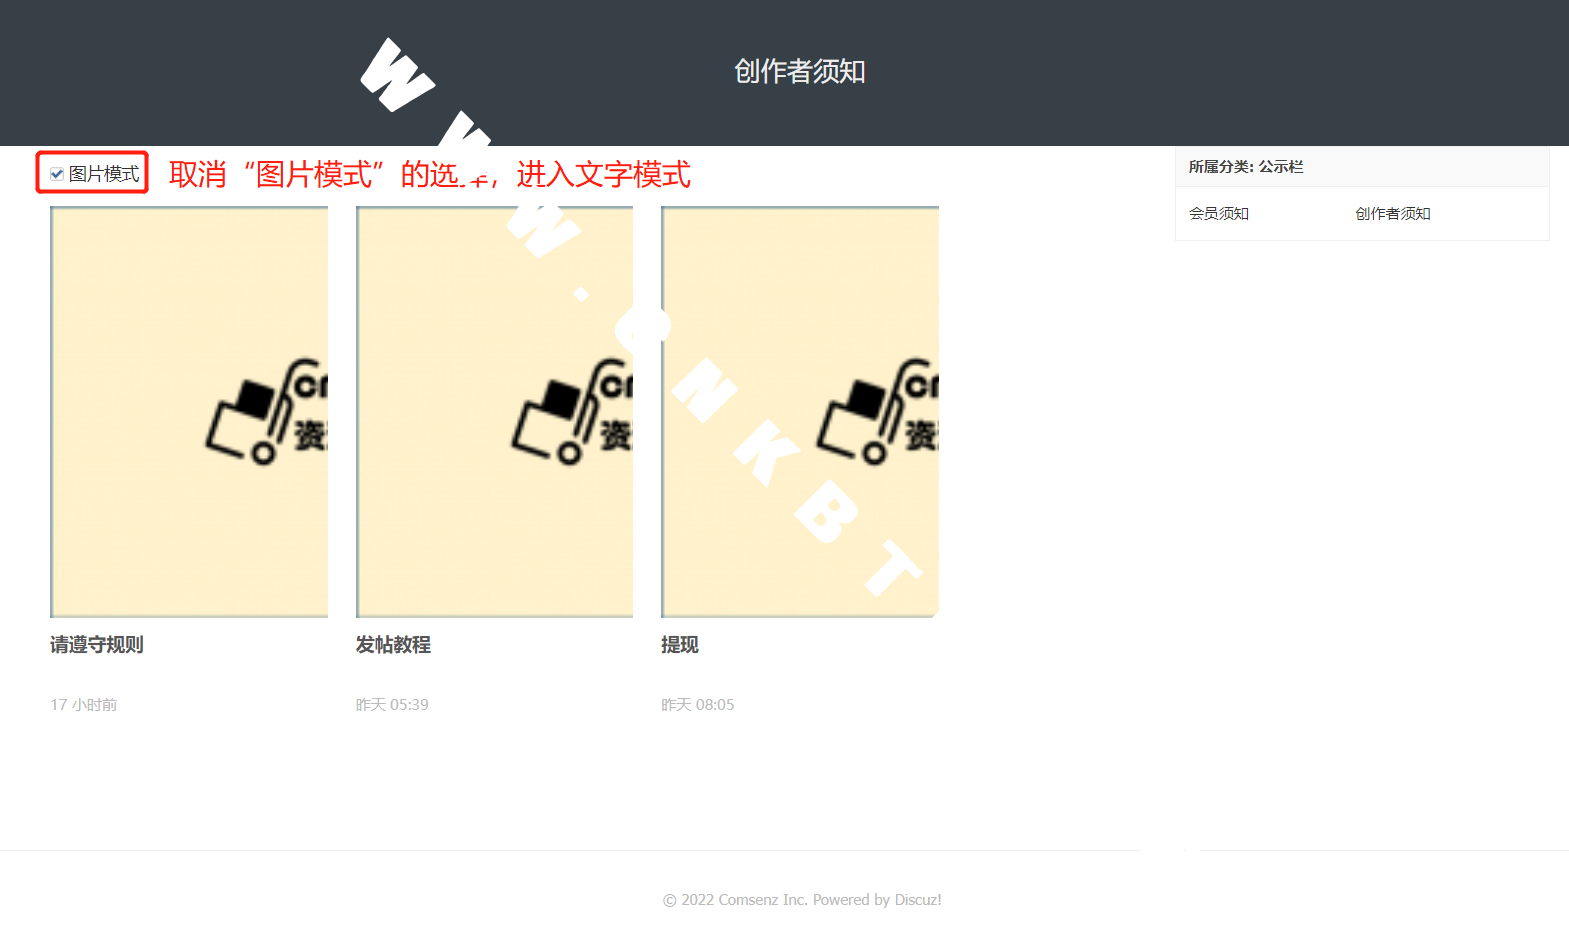 创作者须知
图片模式
取消“图片模式”的选择，进入文字模式
所属分类: 公示栏
会员须知
创作者须知
WWW.CNKBT
请遵守规则
发帖教程
提现
17 小时前
昨天 05:39
昨天 08:05
© 2022 Comsenz Inc. Powered by Discuz!